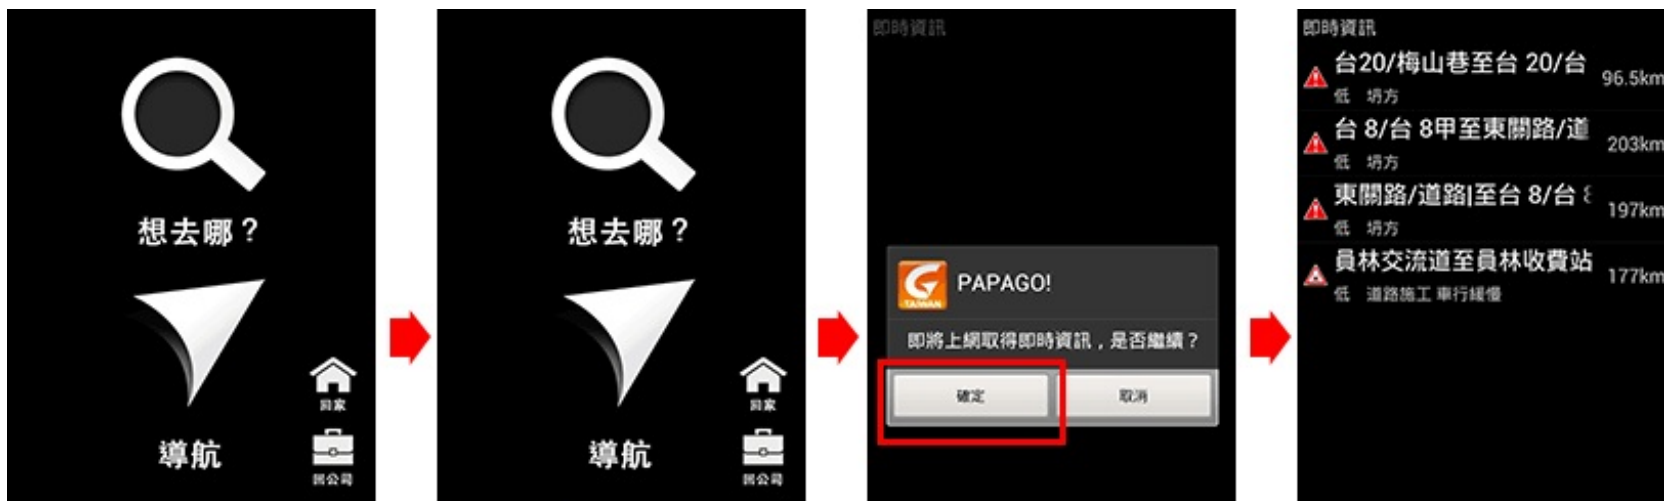 想去哪？
導航
回家
回公司
想去哪？
導航
回家
回公司
即時資訊
TAIWAN
PAPAGO!
即將上網取得即時資訊，是否繼續？
確定
取消
即時資訊
台20/梅山巷至台 20/台
96.5km
低 坍方
台 8/台 8甲至東關路/道
203km
低 坍方
東關路/道路|至台 8/台 8
197km
低 坍方
員林交流道至員林收費站
177km
低 道路施工 車行緩慢